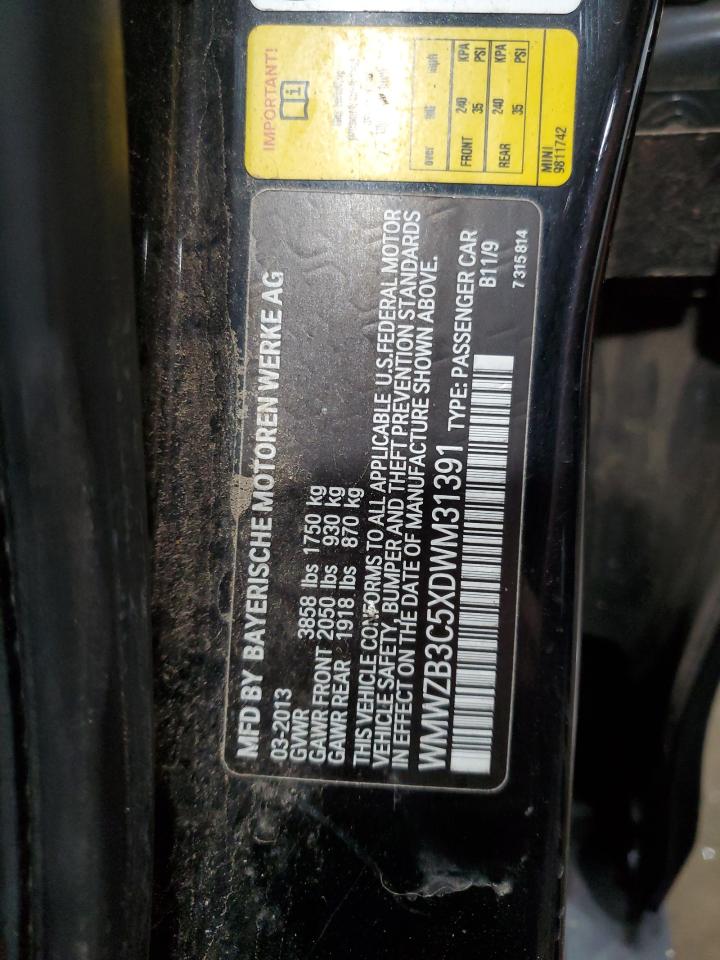 MFD BY BAYERISCHE MOTOREN WERKE AG
03-2013
GVWR 3858 lbs 1750 kg
GAWR FRONT 2050 lbs 930 kg
GAWR REAR 1918 lbs 870 kg
THIS VEHICLE CONFORMS TO ALL APPLICABLE U.S.FEDERAL MOTOR
VEHICLE SAFETY, BUMPER AND THEFT PREVENTION STANDARDS
IN EFFECT ON THE DATE OF MANUFACTURE SHOWN ABOVE.
WMWZB3C5XDWM31391 TYPE: PASSENGER CAR
B11/9
7 315 814
IMPORTANT!
over mph
KPA PSI KPA PSI
FRONT 240 35
REAR 240 35
MINI
9811742